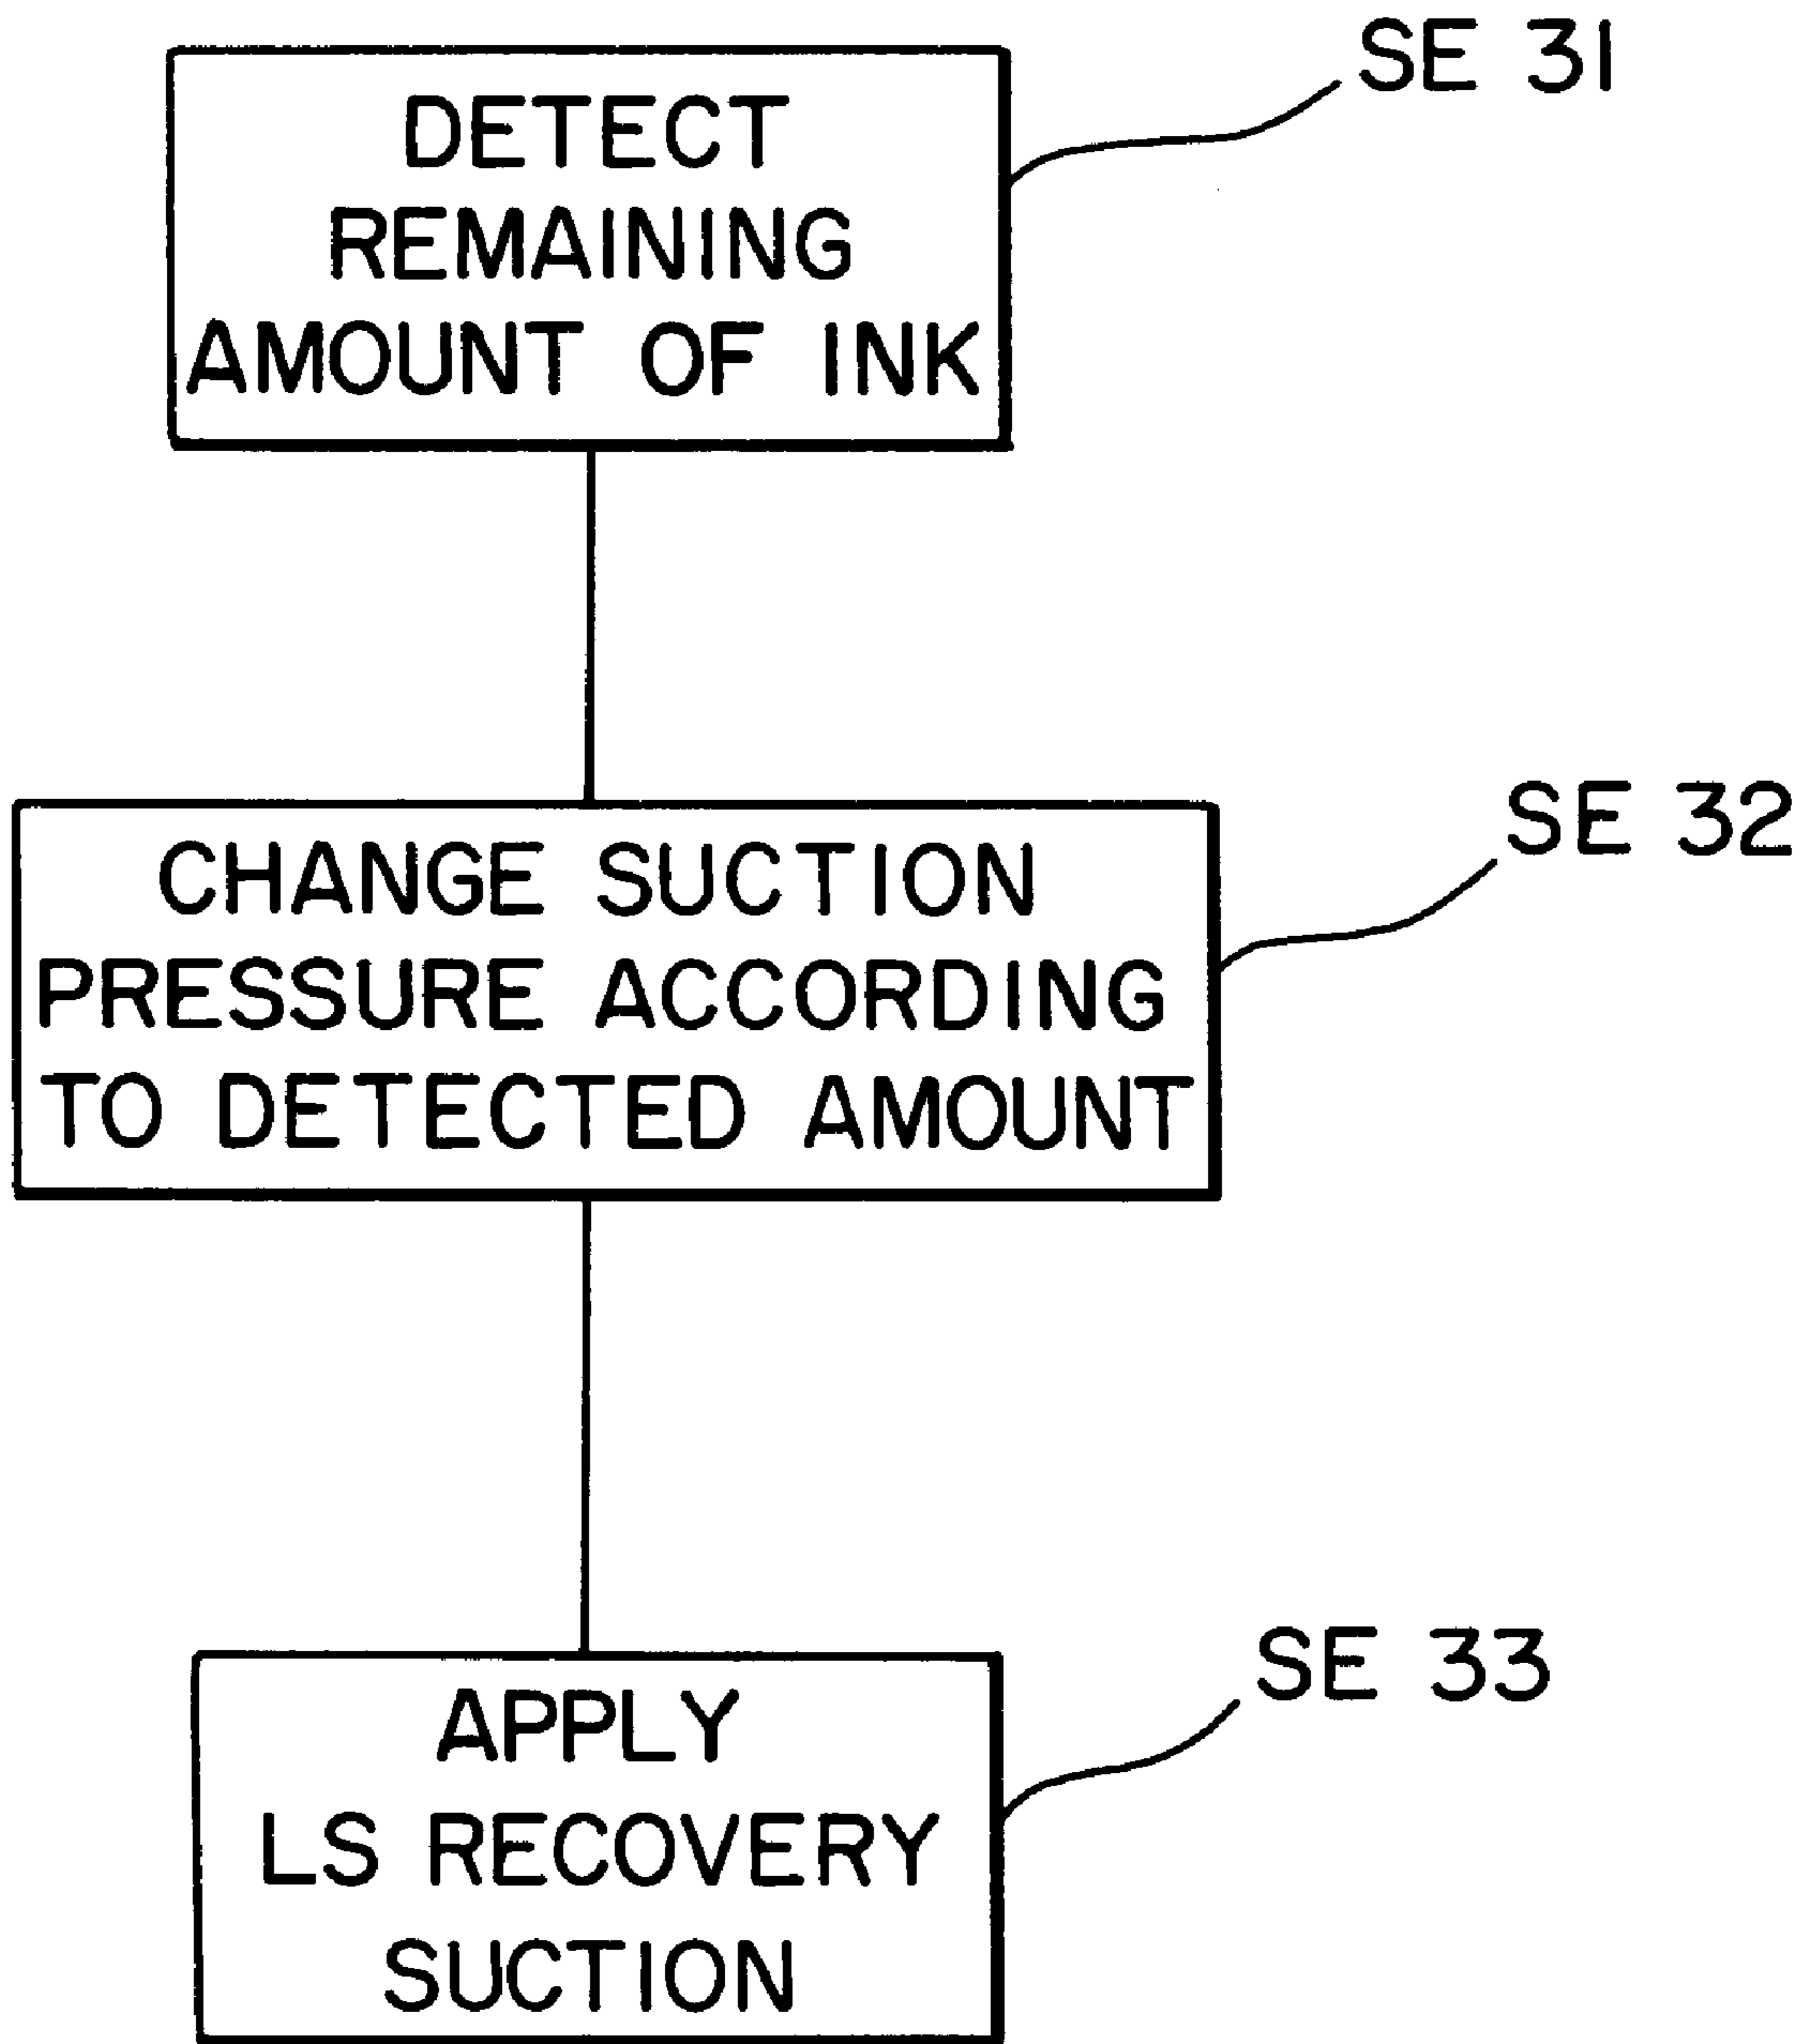 SE 31
DETECT
REMAINING
AMOUNT OF INK
SE 32
CHANGE SUCTION
PRESSURE ACCORDING
TO DETECTED AMOUNT
SE 33
APPLY
LS RECOVERY
SUCTION